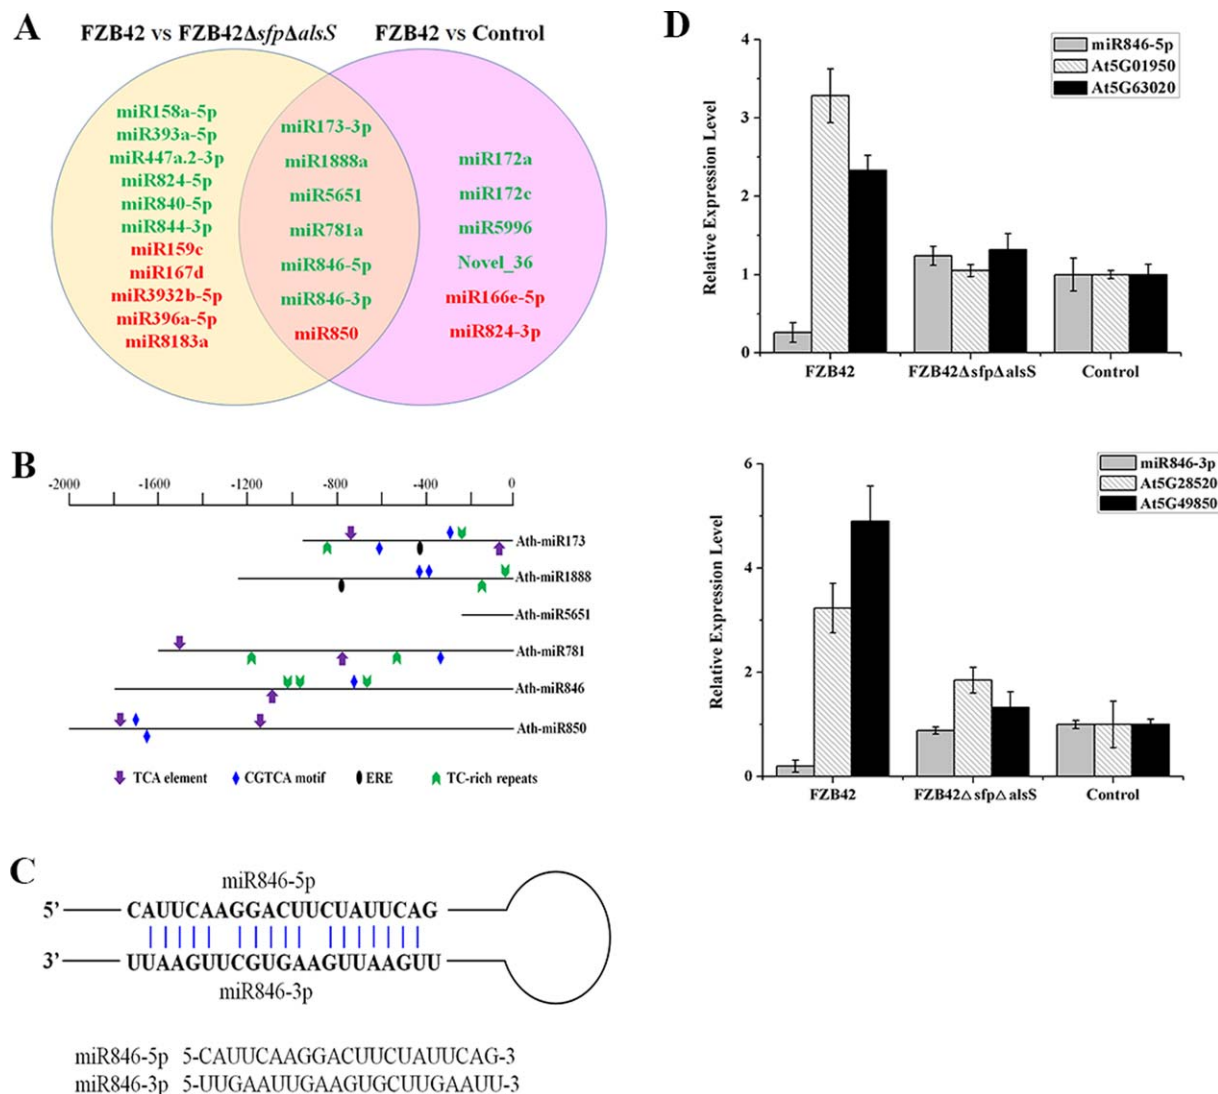 A
FZB42 vs FZB42ΔsfpΔalsS
FZB42 vs Control
miR158a-5p
miR393a-5p
miR447a.2-3p
miR824-5p
miR840-5p
miR844-3p
miR159c
miR167d
miR3932b-5p
miR396a-5p
miR8183a
miR173-3p
miR1888a
miR5651
miR781a
miR846-5p
miR846-3p
miR850
miR172a
miR172c
miR5996
Novel_36
miR166e-5p
miR824-3p
B
-2000 -1600 -1200 -800 -400 0
Ath-miR173
Ath-miR1888
Ath-miR5651
Ath-miR781
Ath-miR846
Ath-miR850
TCA element CGTCA motif ERE TC-rich repeats
C
miR846-5p
5’ CAUUCAAGGACUUCUAUUCAG
3’ UUAAGUUCGUGAAGUUAAGUU
miR846-3p
miR846-5p 5-CAUUCAAGGACUUCUAUUCAG-3
miR846-3p 5-UUGAAUUGAAGUGCUUGAAUU-3
D
miR846-5p
At5G01950
At5G63020
Relative Expression Level
4
3
2
1
0
FZB42 FZB42ΔsfpΔalsS Control
miR846-3p
At5G28520
At5G49850
Relative Expression Level
6
4
2
0
FZB42 FZB42ΔsfpΔalsS Control